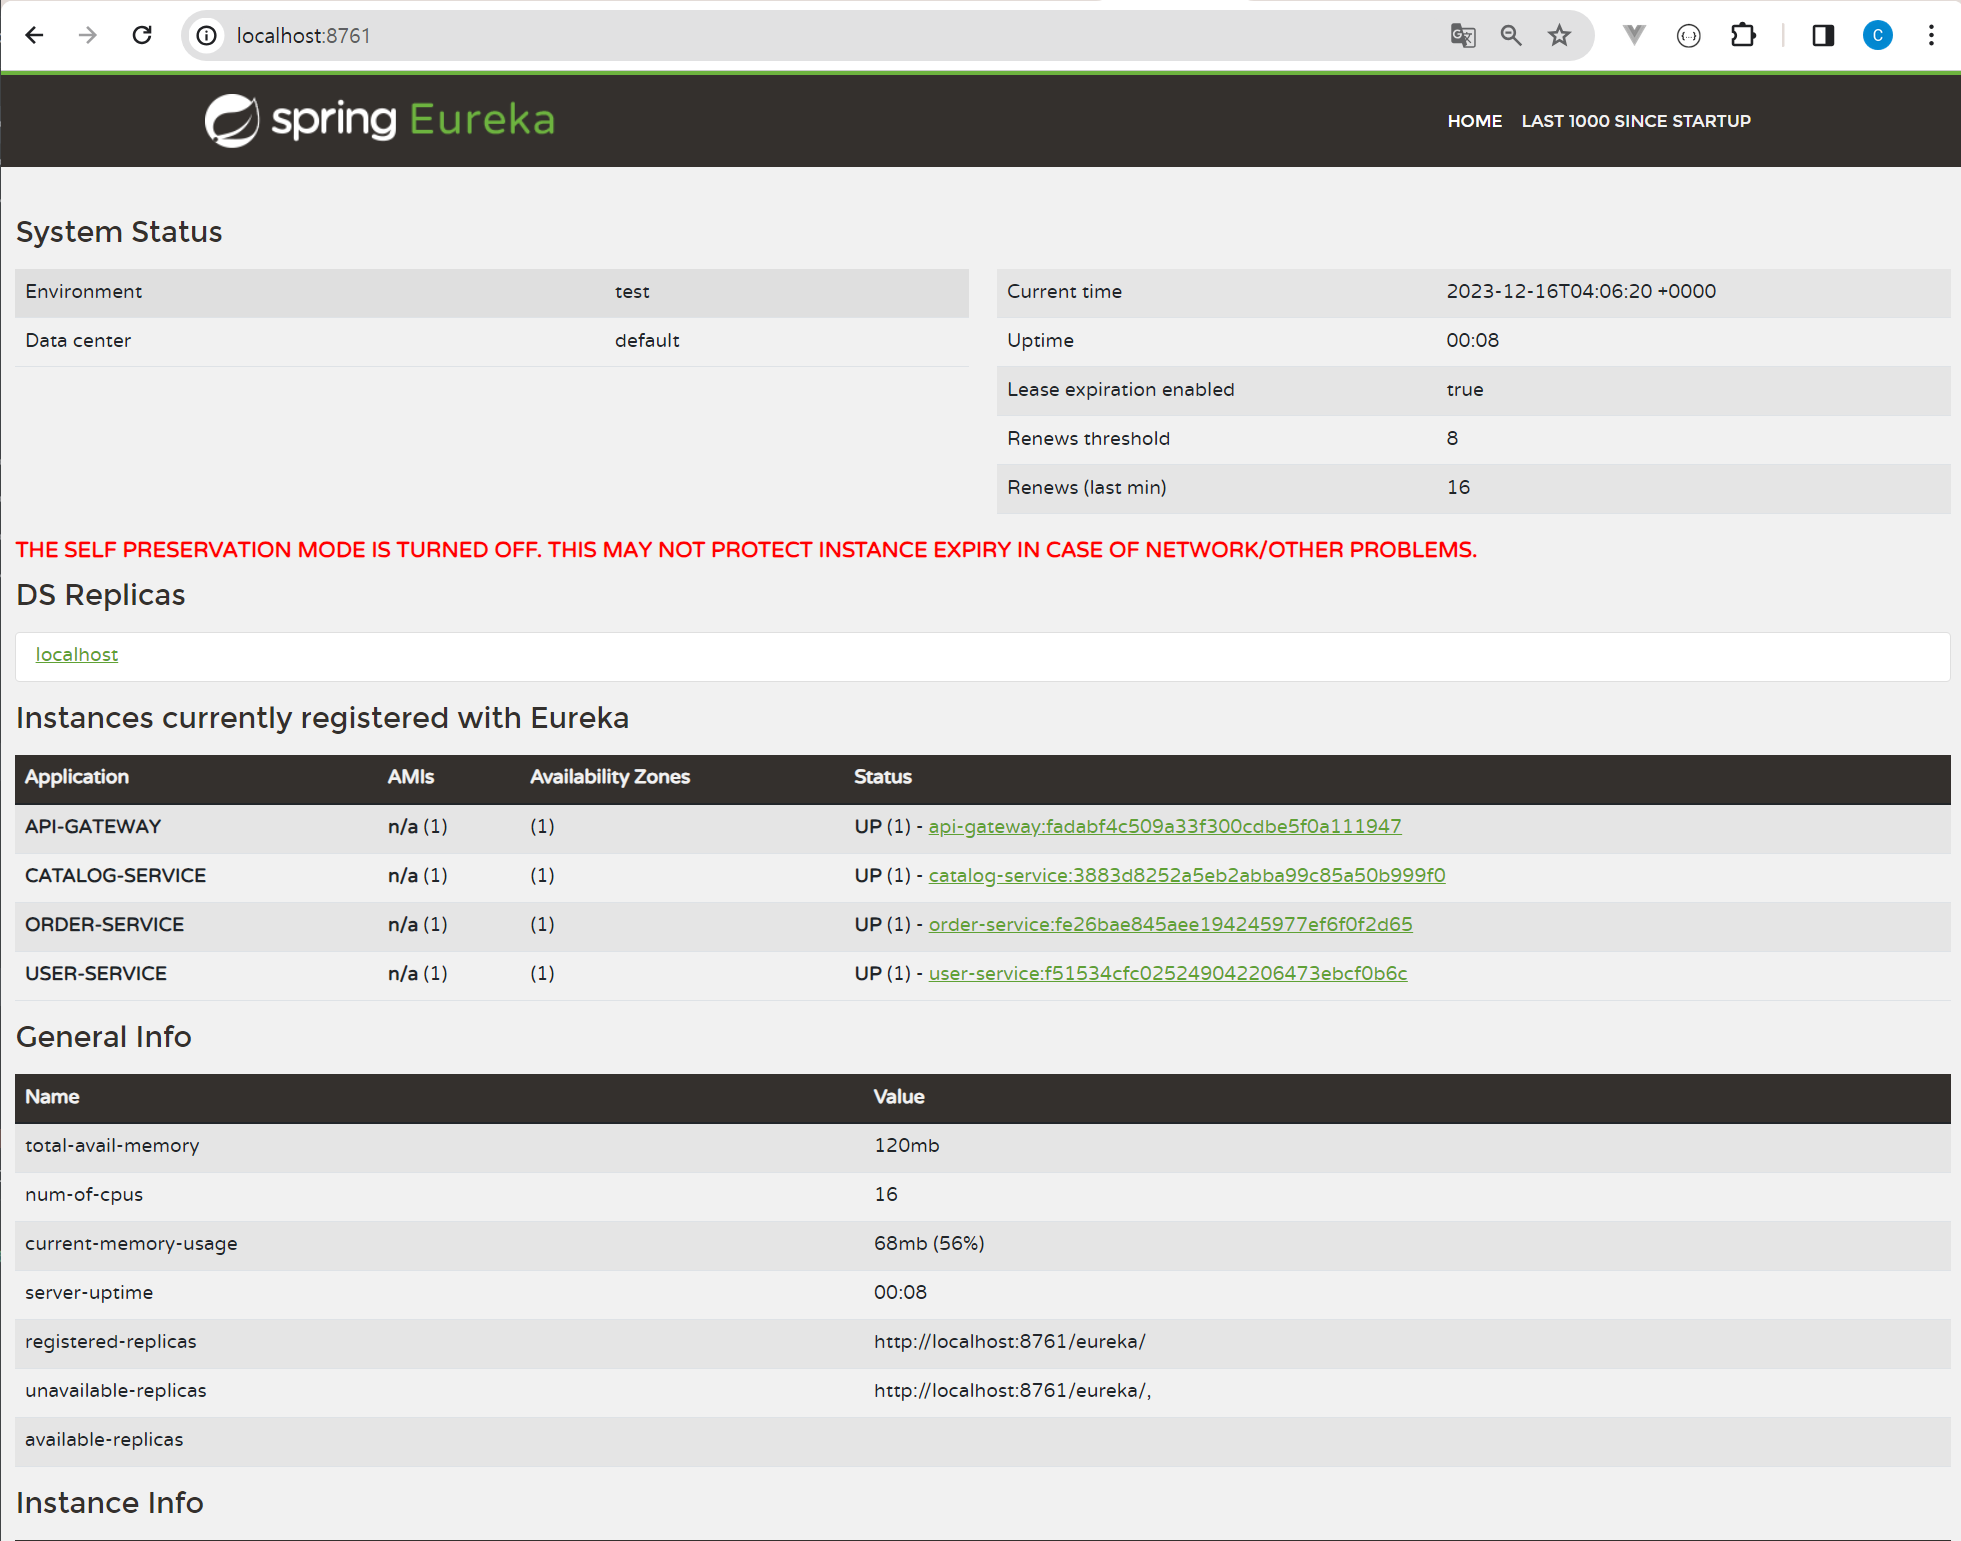 localhost:8761
C
spring Eureka
HOME LAST 1000 SINCE STARTUP
System Status
Environment test
Data center default
Current time 2023-12-16T04:06:20 +0000
Uptime 00:08
Lease expiration enabled true
Renews threshold 8
Renews (last min) 16
THE SELF PRESERVATION MODE IS TURNED OFF. THIS MAY NOT PROTECT INSTANCE EXPIRY IN CASE OF NETWORK/OTHER PROBLEMS.
DS Replicas
localhost
Instances currently registered with Eureka
Application AMIs Availability Zones Status
API-GATEWAY n/a (1) (1) UP (1) - api-gateway:fadabf4c509a33f300cdbe5f0a111947
CATALOG-SERVICE n/a (1) (1) UP (1) - catalog-service:3883d8252a5eb2abba99c85a50b999f0
ORDER-SERVICE n/a (1) (1) UP (1) - order-service:fe26bae845aee194245977ef6f0f2d65
USER-SERVICE n/a (1) (1) UP (1) - user-service:f51534cfc025249042206473ebcf0b6c
General Info
Name Value
total-avail-memory 120mb
num-of-cpus 16
current-memory-usage 68mb (56%)
server-uptime 00:08
registered-replicas http://localhost:8761/eureka/
unavailable-replicas http://localhost:8761/eureka/,
available-replicas
Instance Info